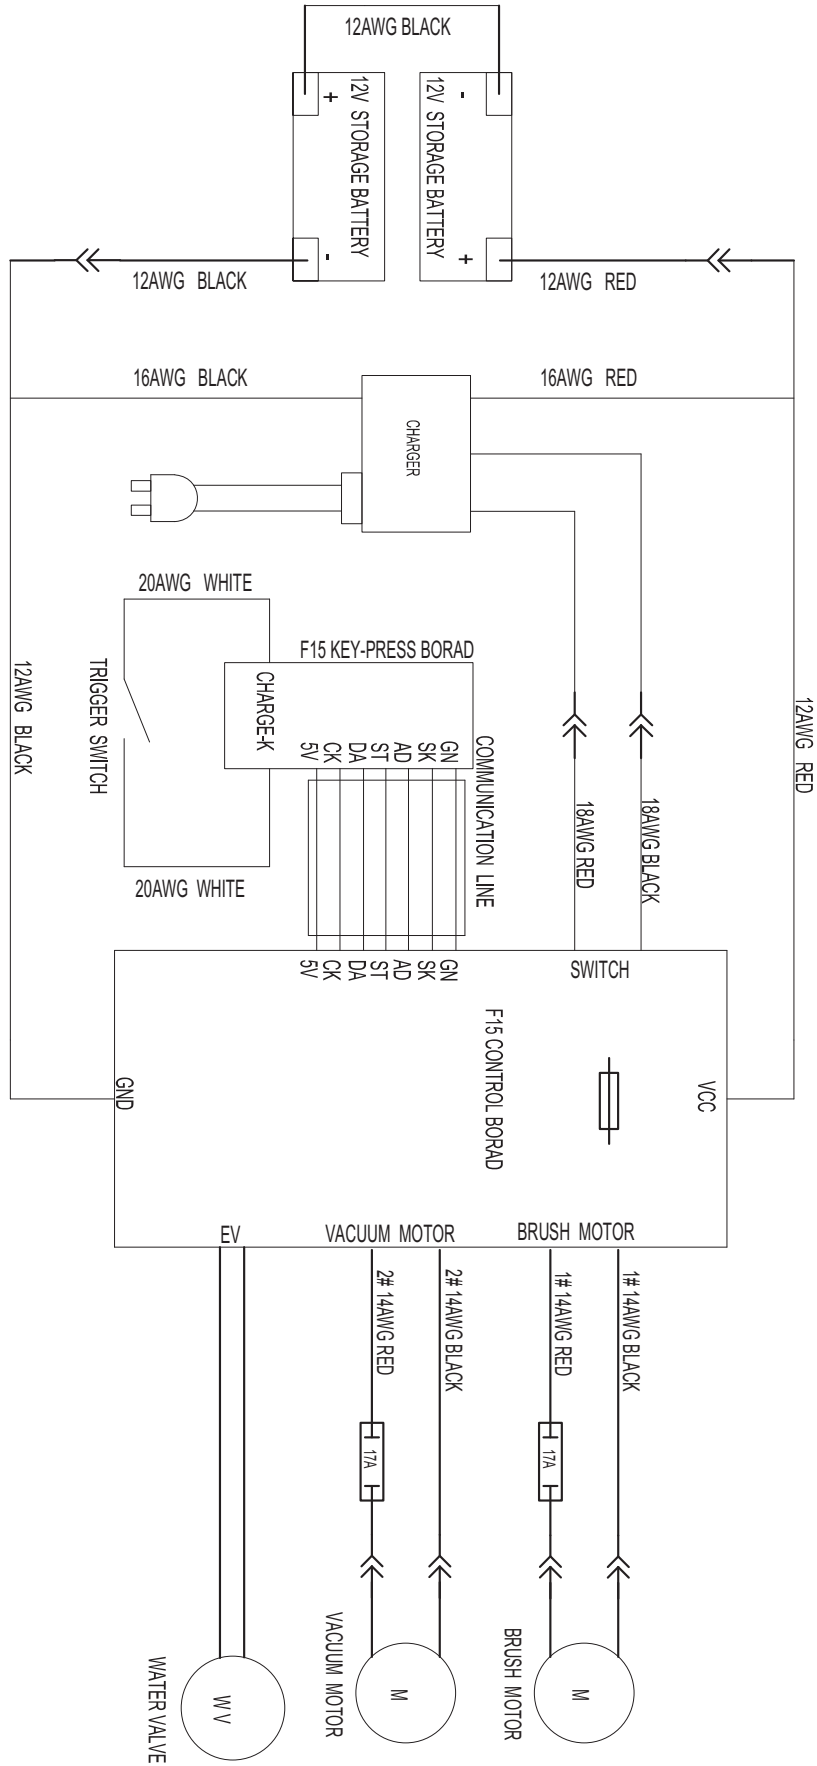 12AWG BLACK
+
12V STORAGE BATTERY
-
-
12V STORAGE BATTERY
+
12AWG BLACK
12AWG RED
16AWG BLACK
CHARGER
16AWG RED
20AWG WHITE
TRIGGER SWITCH
20AWG WHITE
F15 KEY-PRESS BORAD
CHARGE-K
5V
CK
DA
ST
AD
SK
GN
COMMUNICATION LINE
12AWG BLACK
12AWG RED
18AWG RED
18AWG BLACK
5V
CK
DA
ST
AD
SK
GN
SWITCH
F15 CONTROL BORAD
GND
VCC
EV
VACUUM MOTOR
BRUSH MOTOR
2# 14AWG RED
2# 14AWG BLACK
1# 14AWG RED
1# 14AWG BLACK
17A
17A
WATER VALVE
WV
VACUUM MOTOR
M
BRUSH MOTOR
M